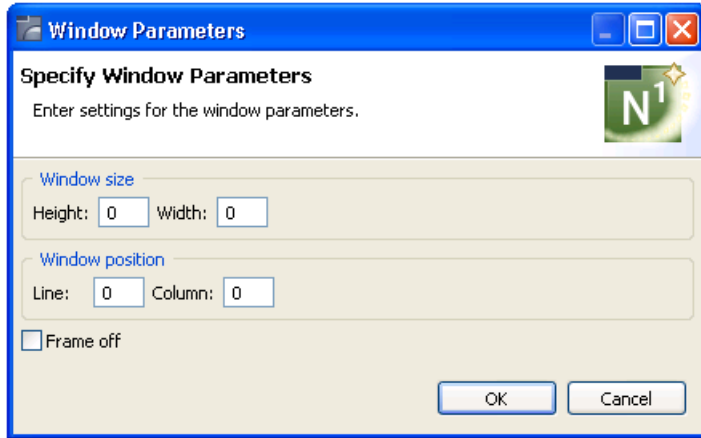 Window Parameters
Specify Window Parameters
Enter settings for the window parameters.
N1
Window size
Height: 0 Width: 0
Window position
Line: 0 Column: 0
Frame off
OK Cancel